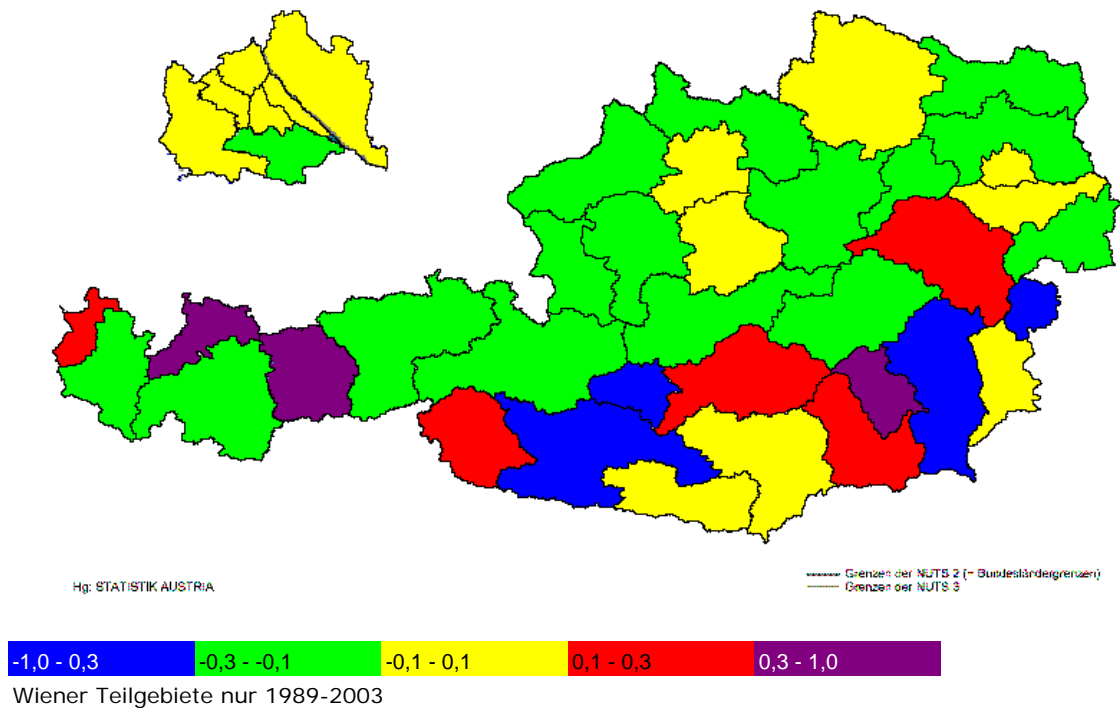 Hg: STATISTIK AUSTRIA
Grenzen der NUTS 2 (= Bundesländergrenzen)
Grenzen der NUTS 3
-1,0 - 0,3 -0,3 - -0,1 -0,1 - 0,1 0,1 - 0,3 0,3 - 1,0
Wiener Teilgebiete nur 1989-2003